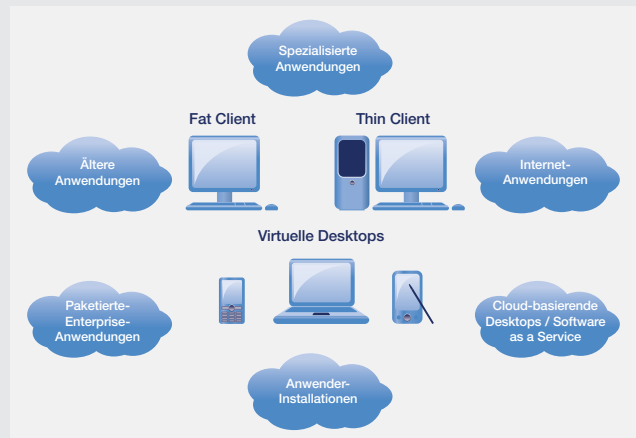 Spezialisierte
Anwendungen
Fat Client
Thin Client
Ältere
Anwendungen
Internet-
Anwendungen
Virtuelle Desktops
Paketierte-
Enterprise-
Anwendungen
Cloud-basierende
Desktops / Software
as a Service
Anwender-
Installationen